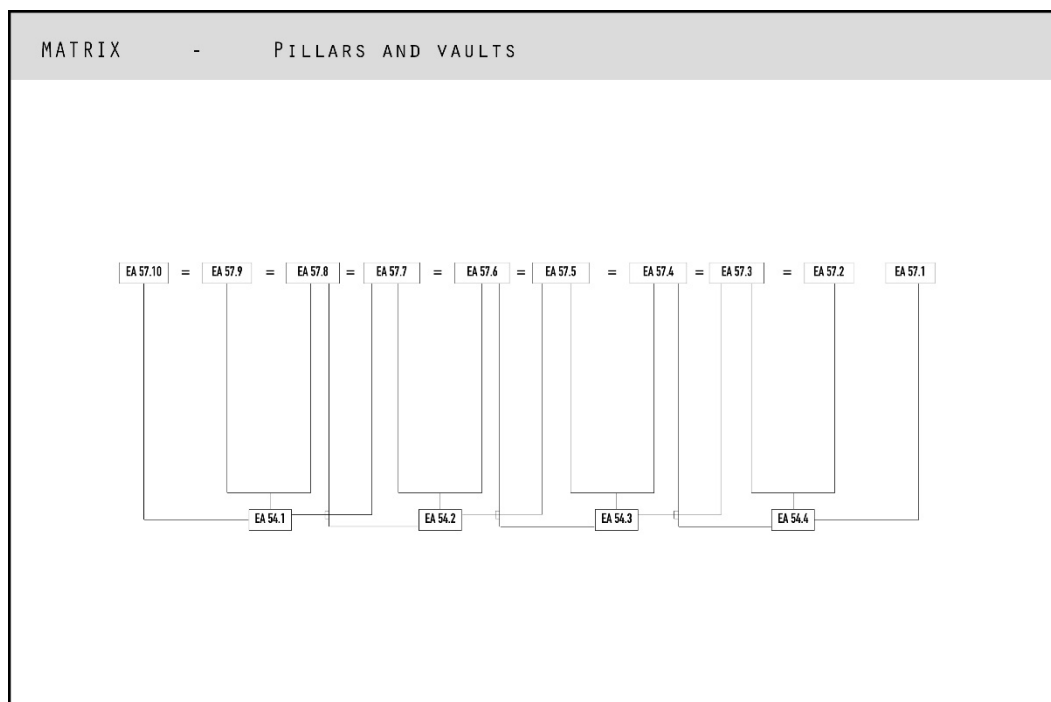 MATRIX - PILLARS AND VAULTS
EA 57.10 = EA 57.9 = EA 57.8 = EA 57.7 = EA 57.6 = EA 57.5 = EA 57.4 = EA 57.3 = EA 57.2 EA 57.1
EA 54.1 EA 54.2 EA 54.3 EA 54.4